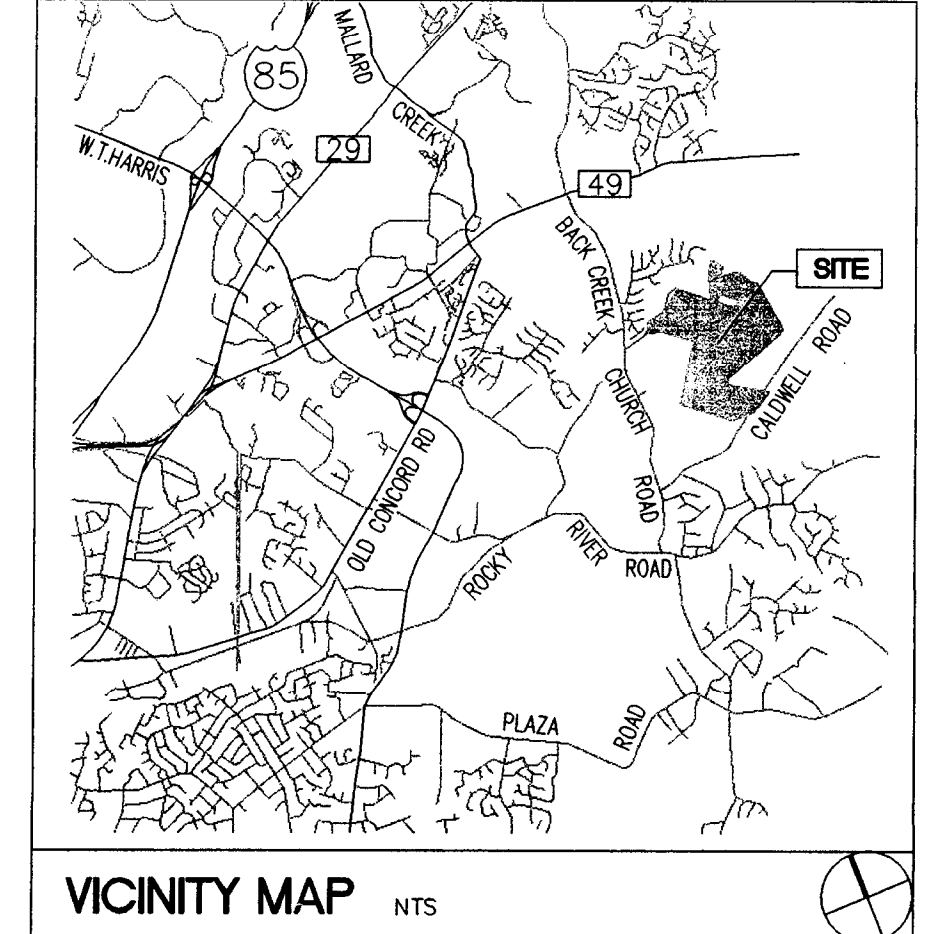 MALLARD
CREEK
85
29
W.T.HARRIS
49
BACK CREEK
CHURCH
ROAD
SITE
CALDWELL ROAD
OLD CONCORD RD
ROCKY
RIVER
ROAD
PLAZA
ROAD
VICINITY MAP NTS